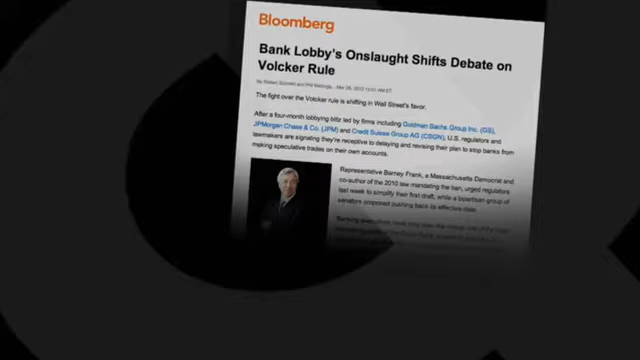 Bloomberg
Bank Lobby's Onslaught Shifts Debate on
Volcker Rule
The fight over the Volcker rule is shifting in Wall Street's favor.
After a four-month lobbying blitz led by firms including Goldman Sachs Group Inc. (GS),
JPMorgan Chase & Co. (JPM) and Credit Suisse Group AG (CSGN), U.S. regulators and
lawmakers are signaling they're receptive to delaying and revising their plan to stop banks from
making speculative trades on their own accounts.
Representative Barney Frank, a Massachusetts Democrat and
co-author of the 2010 law mandating the ban, urged regulators
last week to simplify their first draft, while a bipartisan group of
senators proposed pushing back its effective date.